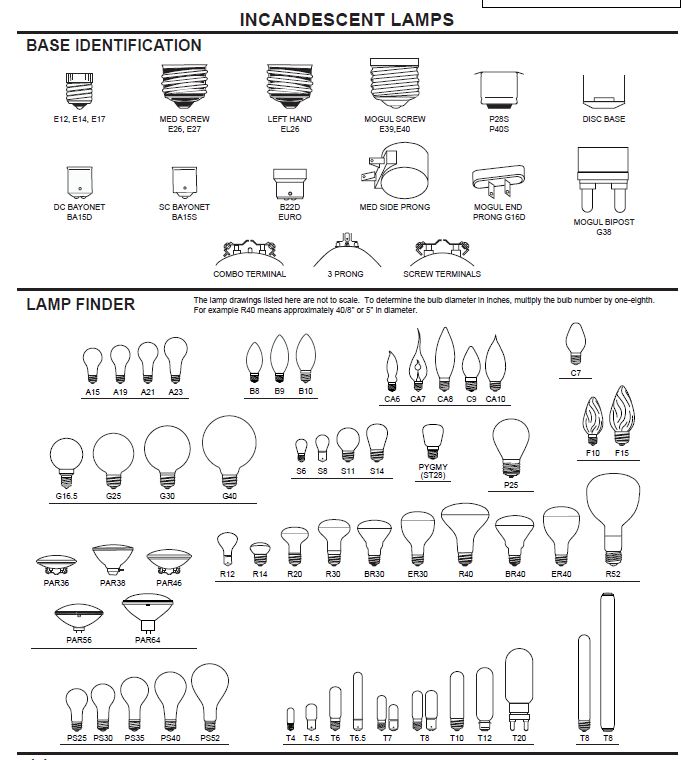 INCANDESCENT LAMPS
BASE IDENTIFICATION
E12, E14, E17
MED SCREW
E26, E27
LEFT HAND
EL26
MOGUL SCREW
E39,E40
P28S
P40S
DISC BASE
DC BAYONET
BA15D
SC BAYONET
BA15S
B22D
EURO
MED SIDE PRONG
MOGUL END
PRONG G16D
MOGUL BIPOST
G38
COMBO TERMINAL
3 PRONG
SCREW TERMINALS
LAMP FINDER
The lamp drawings listed here are not to scale. To determine the bulb diameter in inches, multiply the bulb number by one-eighth.
For example R40 means approximately 40/8" or 5" in diameter.
A15 A19 A21 A23
B8 B9 B10
CA6 CA7 CA8 C9 CA10
C7
F10 F15
G16.5 G25 G30 G40
S6 S8 S11 S14
PYGMY
(ST28)
P25
PAR36 PAR38 PAR46
R12 R14 R20 R30 BR30 ER30 R40 BR40 ER40 R52
PAR56 PAR64
PS25 PS30 PS35 PS40 PS52
T4 T4.5 T6 T6.5 T7 T8 T10 T12 T20
T8 T8